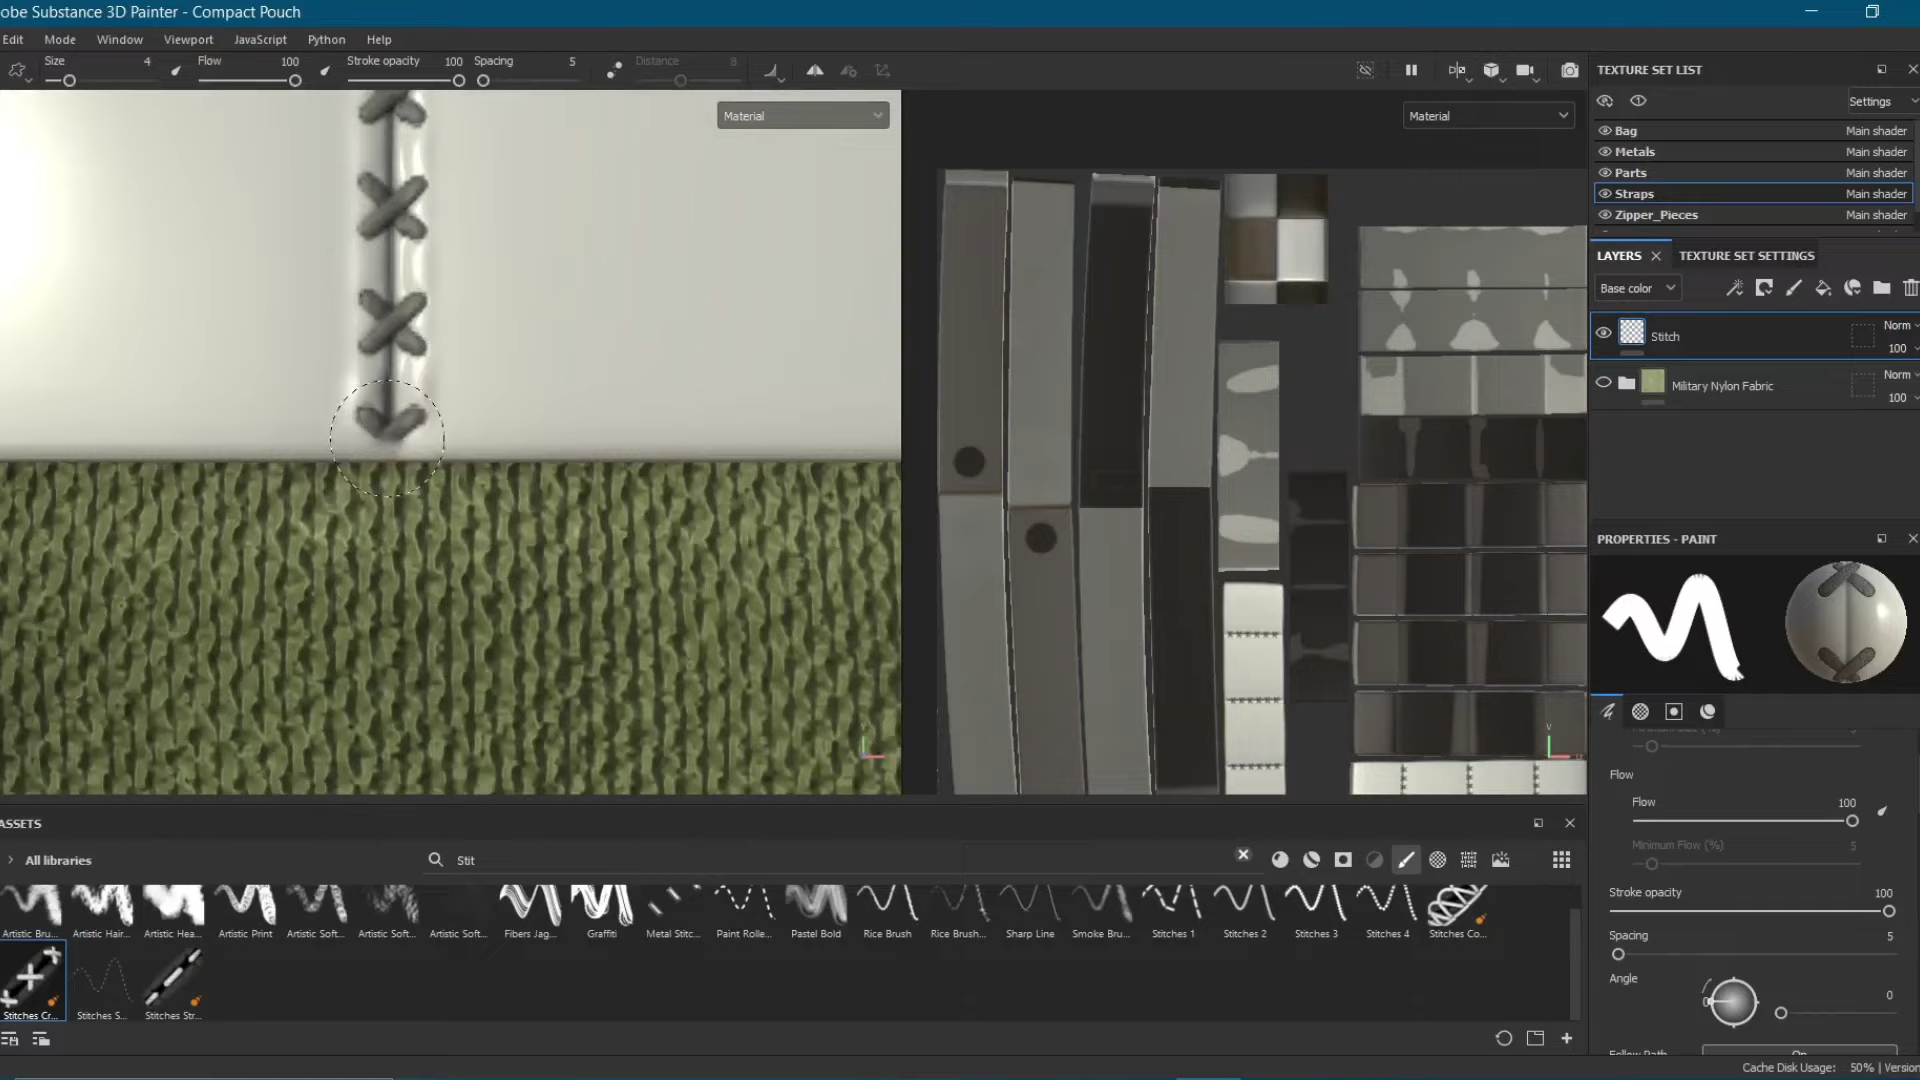 obe Substance 3D Painter - Compact Pouch
Edit Mode Window Viewport JavaScript Python Help
Size 4 Flow 100 Stroke opacity 100 Spacing 5 Distance 8
Material
Material
TEXTURE SET LIST
Settings
Bag Main shader
Metals Main shader
Parts Main shader
Straps Main shader
Zipper_Pieces Main shader
LAYERS TEXTURE SET SETTINGS
Base color
Stitch Norm 100
Military Nylon Fabric Norm 100
PROPERTIES - PAINT
Flow
Flow 100
Minimum Flow (%) 5
Stroke opacity 100
Spacing 5
Angle
0 0
ASSETS
All libraries
Stit
Artistic Bru... Artistic Hair... Artistic Hea... Artistic Print Artistic Soft... Artistic Soft... Artistic Soft... Fibers Jag... Graffiti Metal Stitc... Paint Rolle... Pastel Bold Rice Brush Rice Brush... Sharp Line Smoke Bru... Stitches 1 Stitches 2 Stitches 3 Stitches 4 Stitches Co...
Stitches Cr... Stitches S... Stitches Str...
Cache Disk Usage: 50% | Version